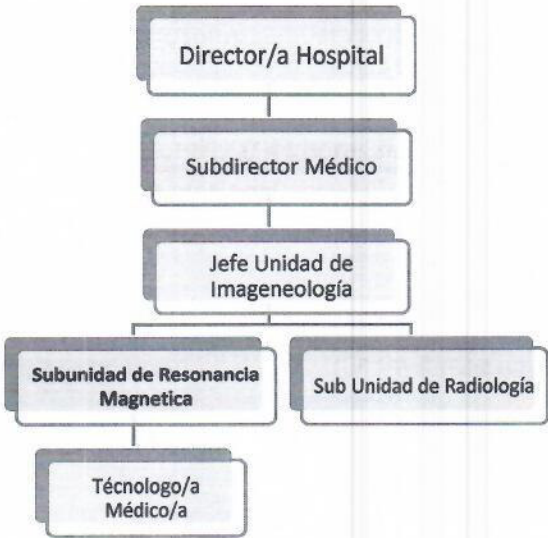 Director/a Hospital
Subdirector Médico
Jefe Unidad de
Imageneología
Subunidad de Resonancia
Magnetica
Sub Unidad de Radiología
Técnologo/a
Médico/a